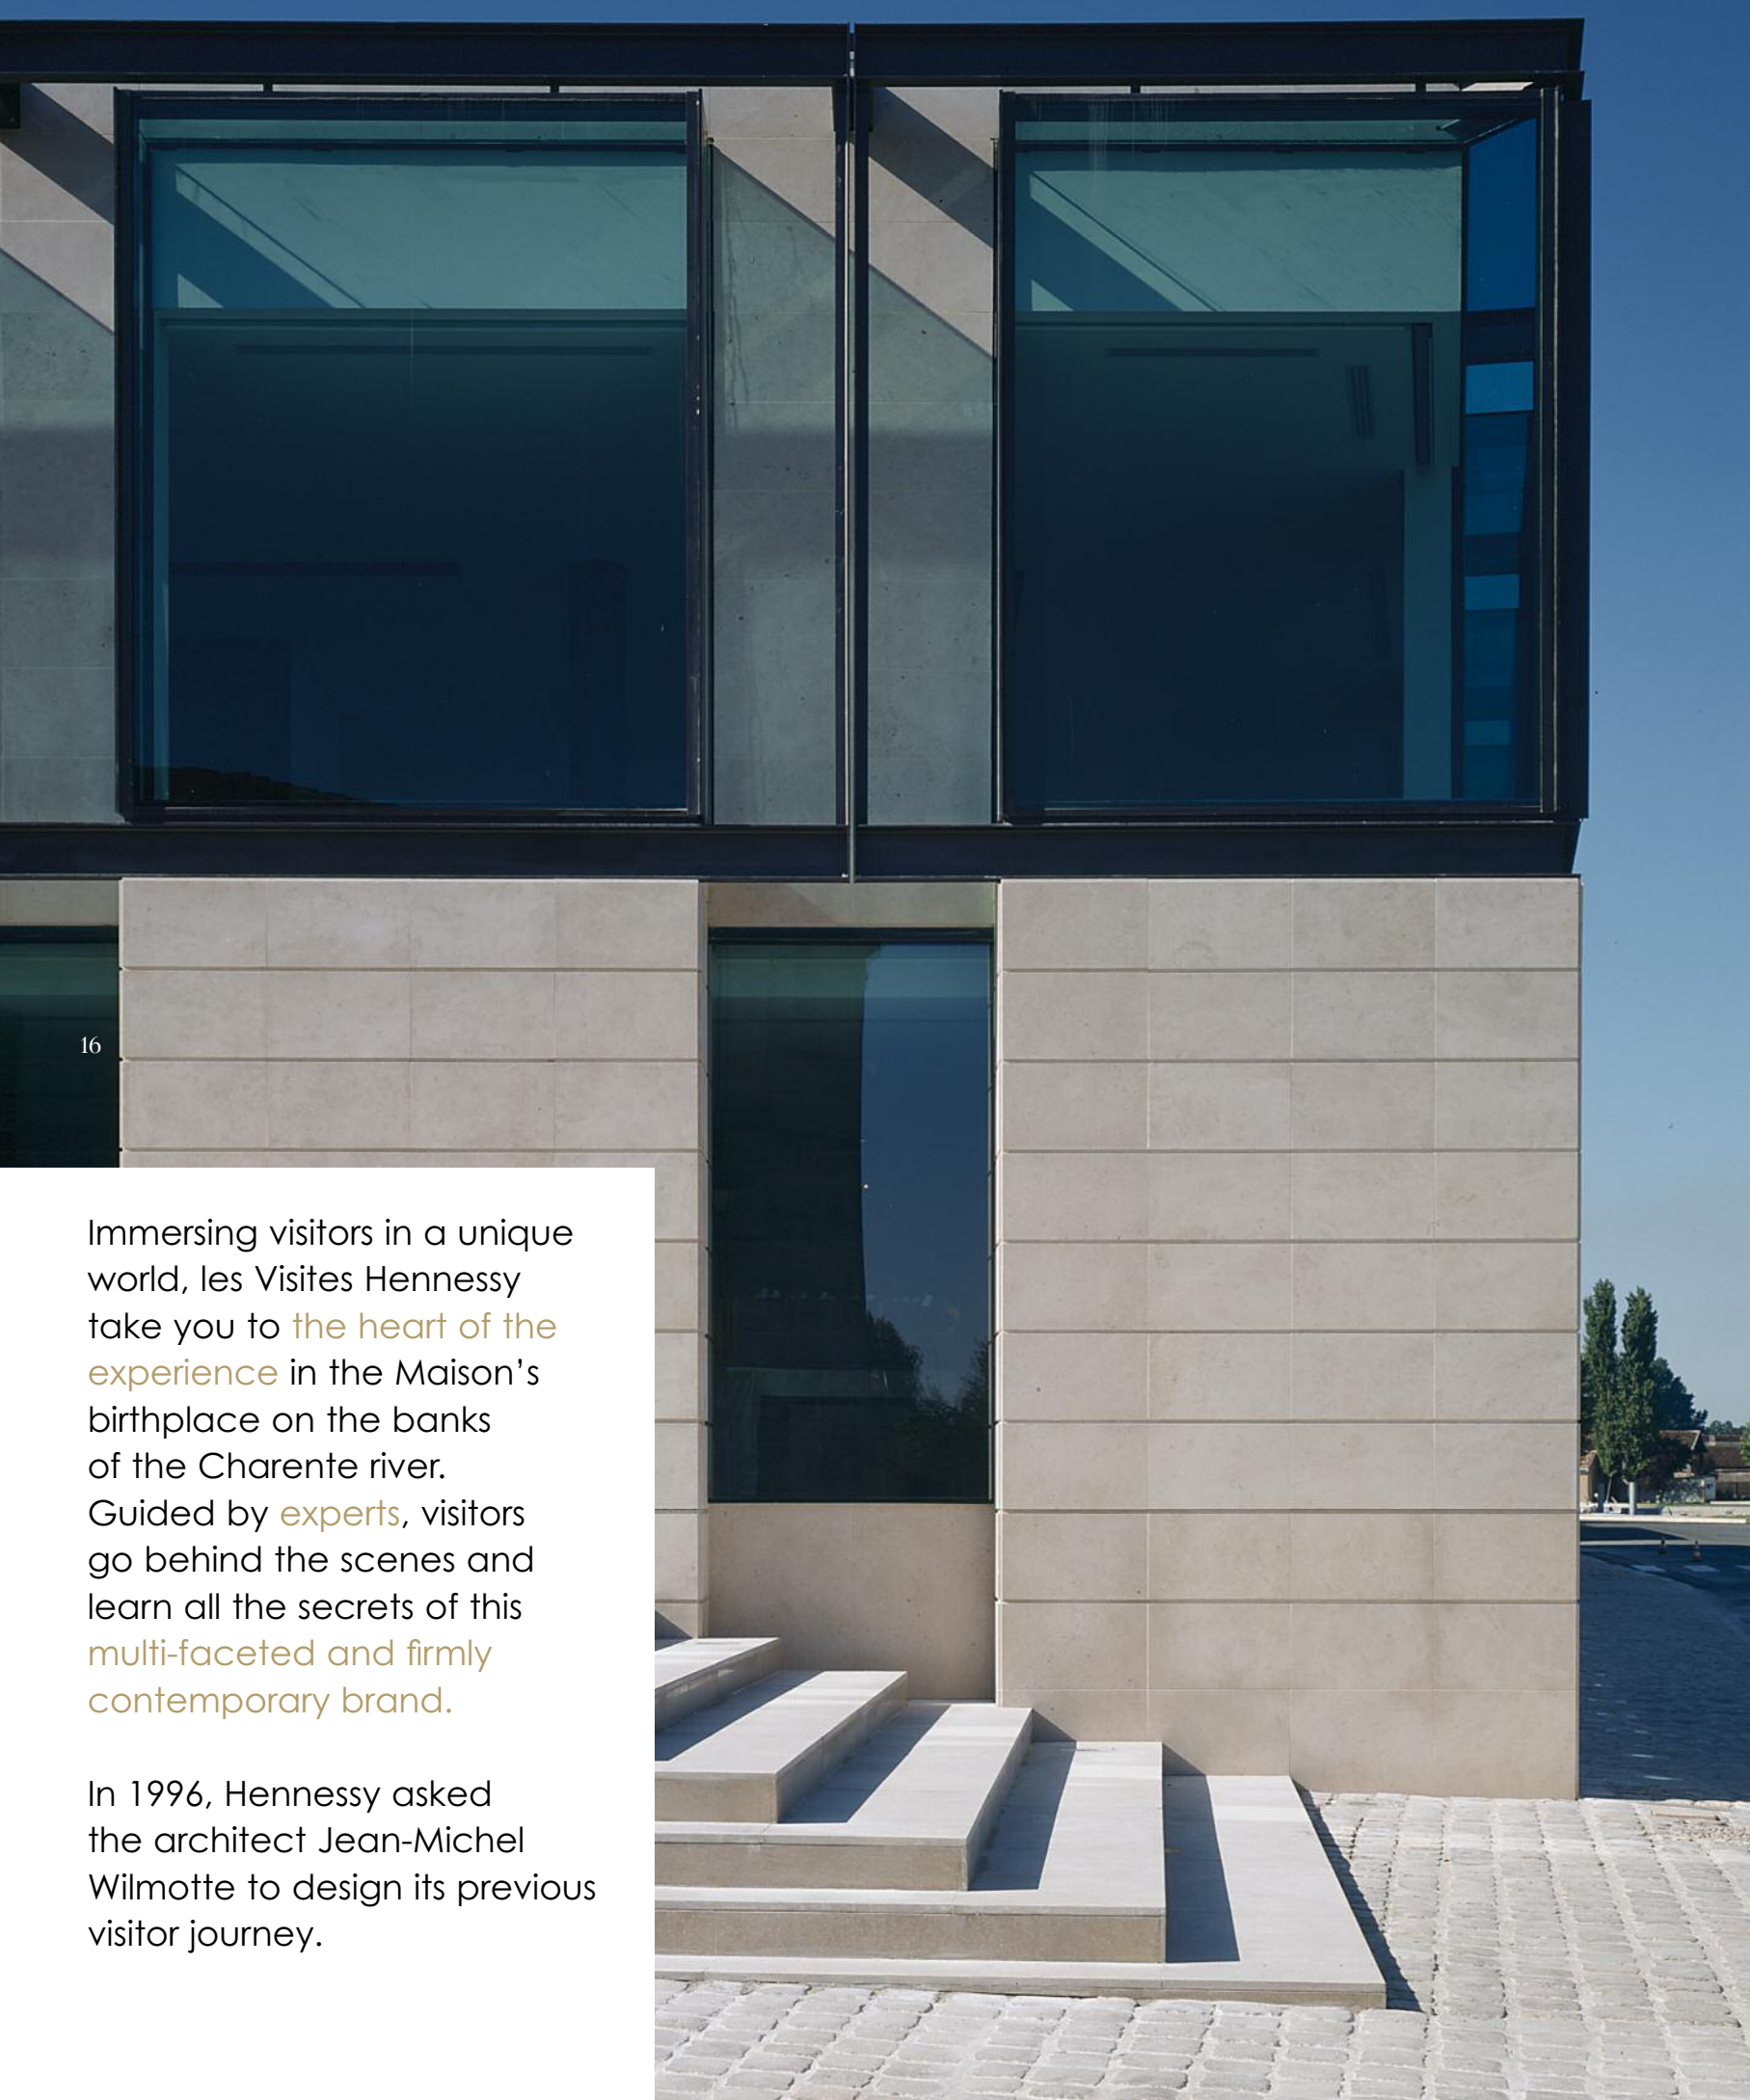 16
Immersing visitors in a unique
world, les Visites Hennessy
take you to the heart of the
experience in the Maison’s
birthplace on the banks
of the Charente river.
Guided by experts, visitors
go behind the scenes and
learn all the secrets of this
multi-faceted and firmly
contemporary brand.
In 1996, Hennessy asked
the architect Jean-Michel
Wilmotte to design its previous
visitor journey.